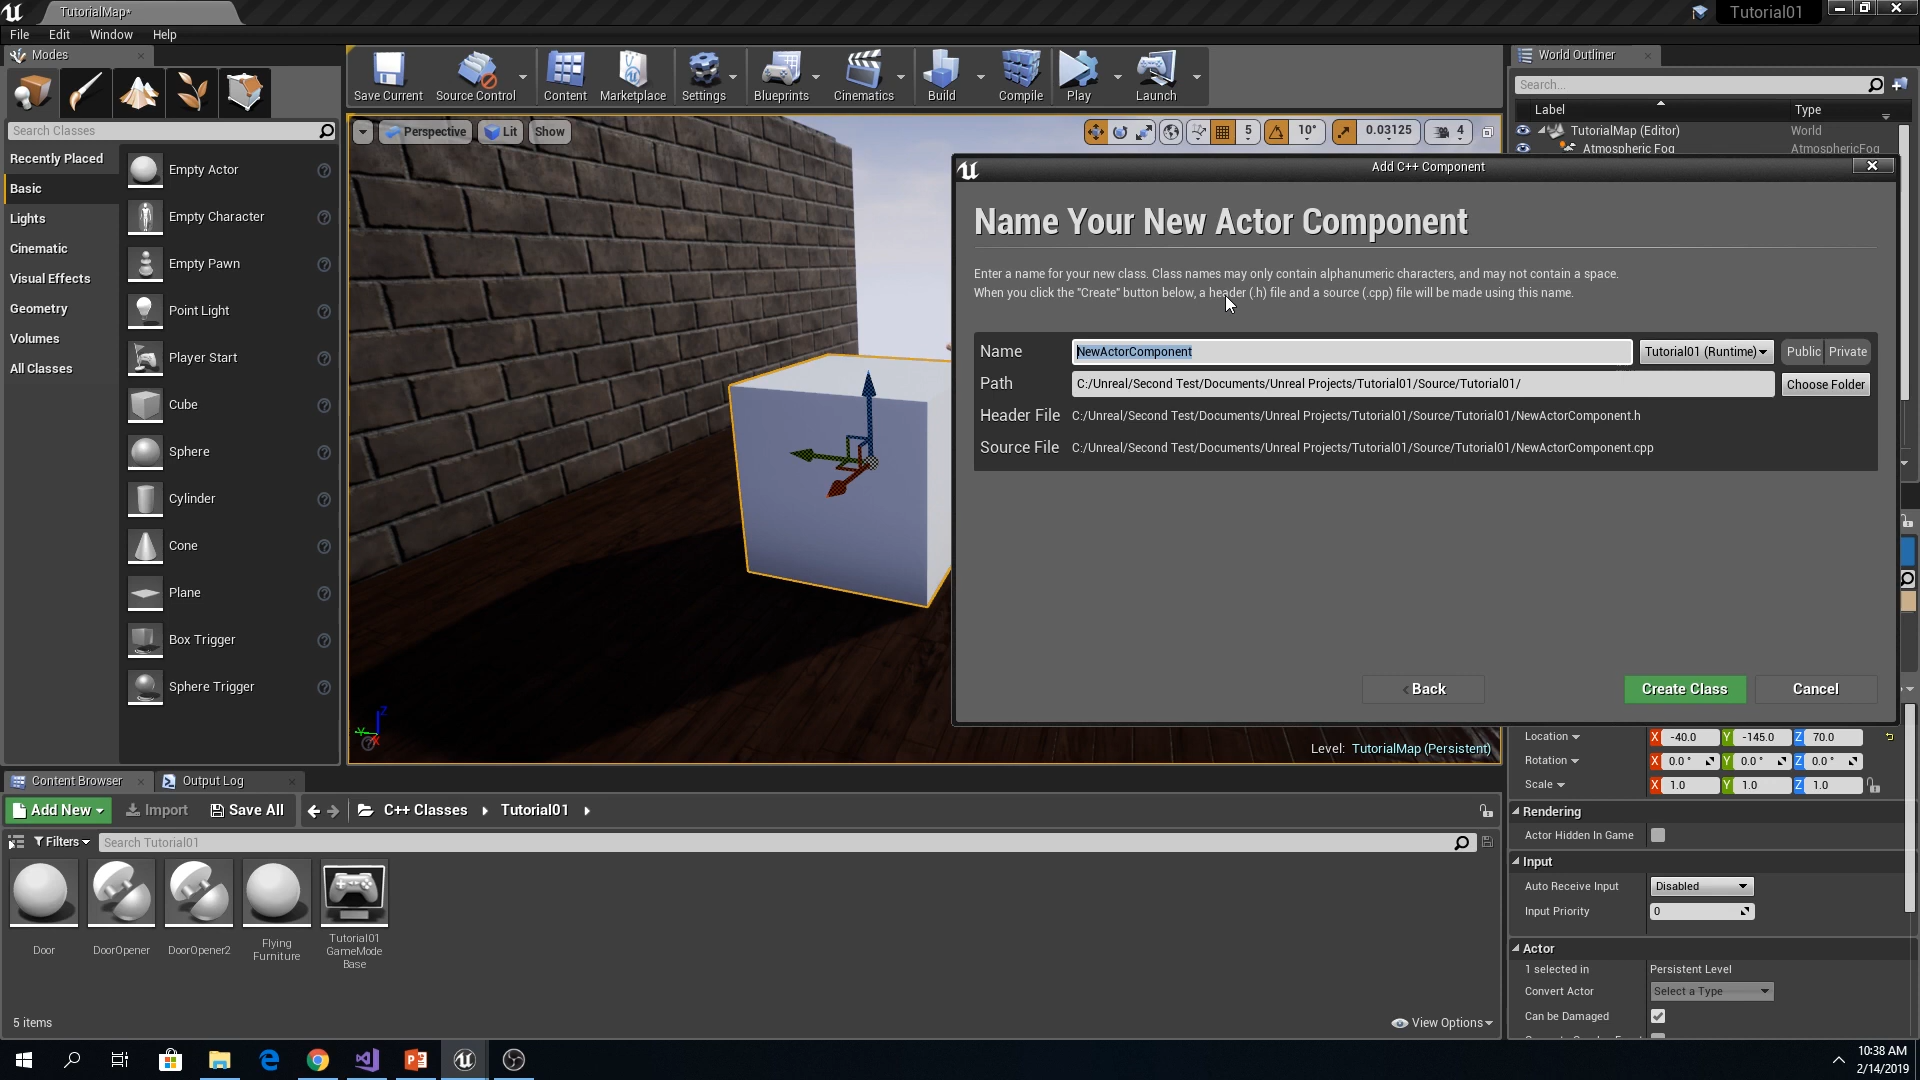 TutorialMap*
Tutorial01
File Edit Window Help
Modes
Search Classes
Recently Placed
Basic
Lights
Cinematic
Visual Effects
Geometry
Volumes
All Classes
Empty Actor
Empty Character
Empty Pawn
Point Light
Player Start
Cube
Sphere
Cylinder
Cone
Plane
Box Trigger
Sphere Trigger
Save Current Source Control Content Marketplace Settings Blueprints Cinematics Build Compile Play Launch
Perspective Lit Show
5 10° 0.03125 4
World Outliner
Search...
Label Type
TutorialMap (Editor) World
Atmospheric Fog AtmosphericFog
Add C++ Component
Name Your New Actor Component
Enter a name for your new class. Class names may only contain alphanumeric characters, and may not contain a space.
When you click the "Create" button below, a header (.h) file and a source (.cpp) file will be made using this name.
Name NewActorComponent Tutorial01 (Runtime) Public Private
Path C:/Unreal/Second Test/Documents/Unreal Projects/Tutorial01/Source/Tutorial01/ Choose Folder
Header File C:/Unreal/Second Test/Documents/Unreal Projects/Tutorial01/Source/Tutorial01/NewActorComponent.h
Source File C:/Unreal/Second Test/Documents/Unreal Projects/Tutorial01/Source/Tutorial01/NewActorComponent.cpp
Back Create Class Cancel
Level: TutorialMap (Persistent)
Z
Y
X
Location X -40.0 Y -145.0 Z 70.0
Rotation X 0.0 ° Y 0.0 ° Z 0.0 °
Scale X 1.0 Y 1.0 Z 1.0
Rendering
Actor Hidden In Game
Input
Auto Receive Input Disabled
Input Priority 0
Actor
1 selected in Persistent Level
Convert Actor Select a Type
Can be Damaged
Content Browser Output Log
Add New Import Save All C++ Classes Tutorial01
Filters Search Tutorial01
Door
DoorOpener
DoorOpener2
Flying
Furniture
Tutorial01
GameMode
Base
5 items
View Options
10:38 AM
2/14/2019